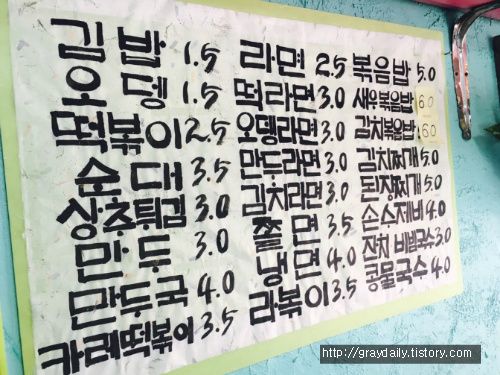 김밥 1.5
오뎅 1.5
떡볶이 2.5
순대 3.5
상추튀김 3.0
만두 3.0
만두국 4.0
카레떡볶이 3.5
라면 2.5
떡라면 3.0
오뎅라면 3.0
만두라면 3.0
김치라면 3.0
쫄면 3.5
냉면 4.0
라볶이 3.5
볶음밥 5.0
새우볶음밥 6.0
김치볶음밥 6.0
김치찌개 5.0
된장찌개 5.0
손수제비 4.0
잔치 비빔국수 3.0
콩물국수 4.0
http://graydaily.tistory.com